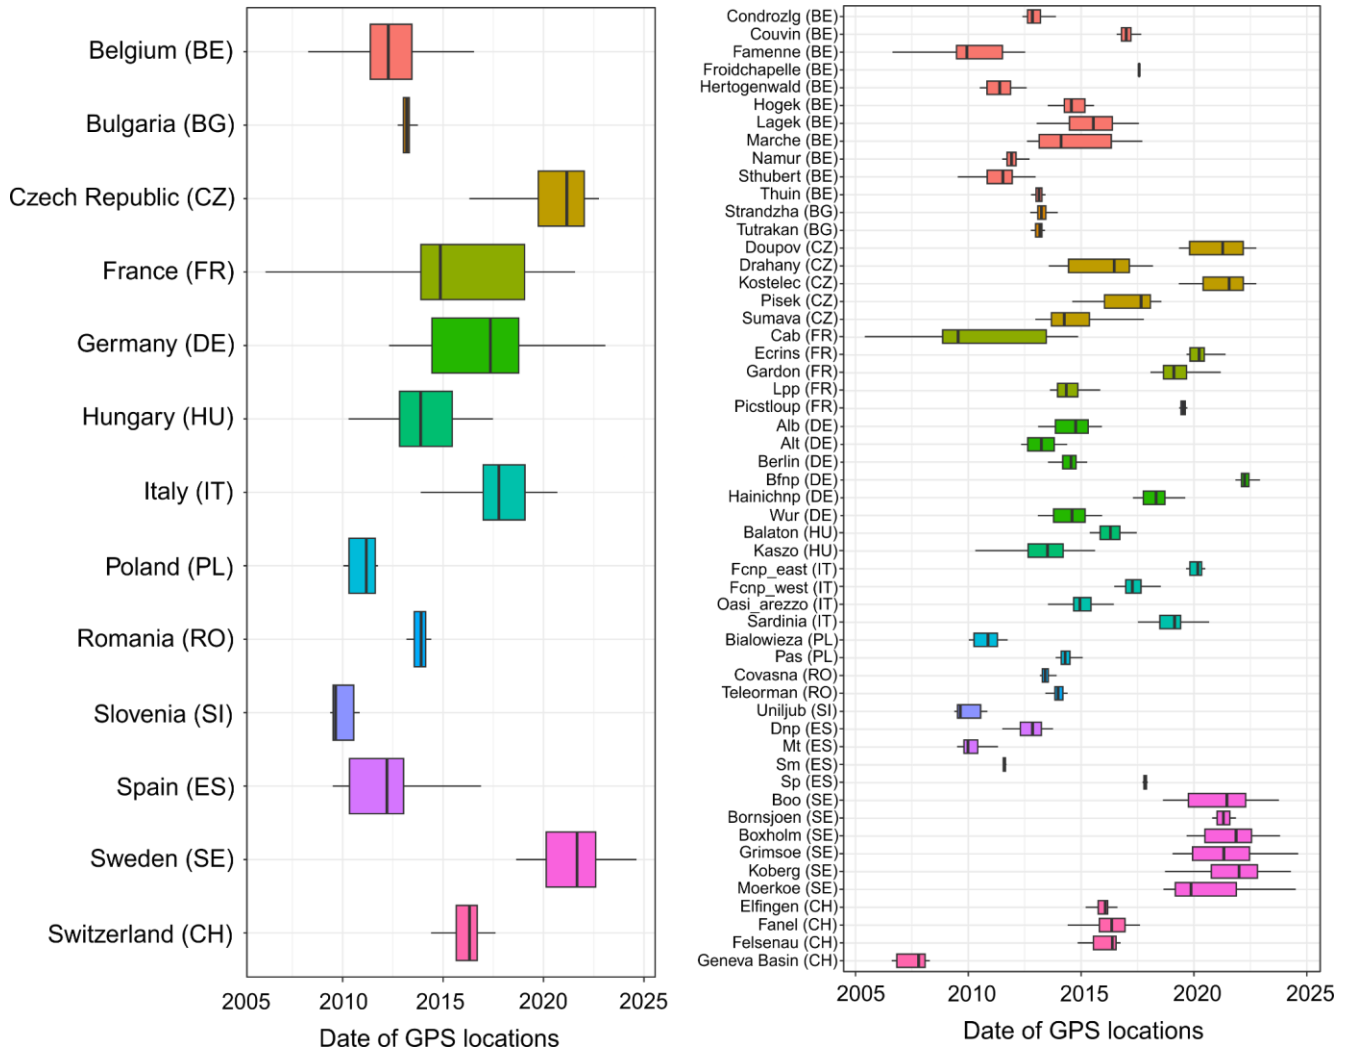 Belgium (BE)
Bulgaria (BG)
Czech Republic (CZ)
France (FR)
Germany (DE)
Hungary (HU)
Italy (IT)
Poland (PL)
Romania (RO)
Slovenia (SI)
Spain (ES)
Sweden (SE)
Switzerland (CH)
2005 2010 2015 2020 2025
Date of GPS locations
Condrozlg (BE)
Couvin (BE)
Famenne (BE)
Froidchapelle (BE)
Hertogenwald (BE)
Hogek (BE)
Lagek (BE)
Marche (BE)
Namur (BE)
Sthubert (BE)
Thuin (BE)
Strandzha (BG)
Tutrakan (BG)
Doupov (CZ)
Drahany (CZ)
Kostelec (CZ)
Pisek (CZ)
Sumava (CZ)
Cab (FR)
Ecrins (FR)
Gardon (FR)
Lpp (FR)
Picstloup (FR)
Alb (DE)
Alt (DE)
Berlin (DE)
Bfnp (DE)
Hainichnp (DE)
Wur (DE)
Balaton (HU)
Kaszo (HU)
Fcnp_east (IT)
Fcnp_west (IT)
Oasi_arezzo (IT)
Sardinia (IT)
Bialowieza (PL)
Pas (PL)
Covasna (RO)
Teleorman (RO)
Uniljub (SI)
Dnp (ES)
Mt (ES)
Sm (ES)
Sp (ES)
Boo (SE)
Bornsjoen (SE)
Boxholm (SE)
Grimsoe (SE)
Koberg (SE)
Moerkoe (SE)
Elfingen (CH)
Fanel (CH)
Felsenau (CH)
Geneva Basin (CH)
2005 2010 2015 2020 2025
Date of GPS locations